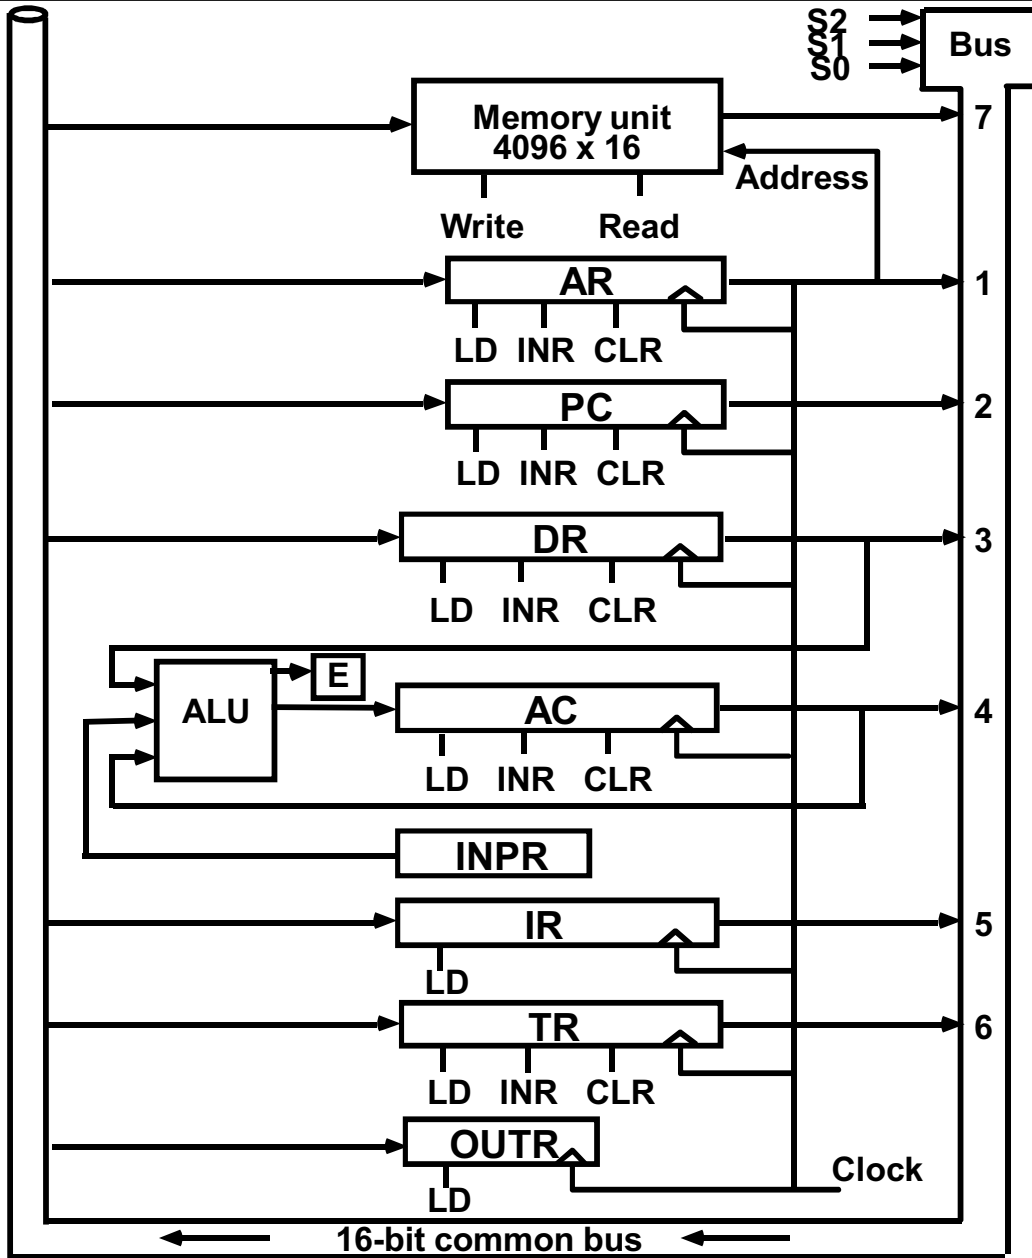 S2
S1
S0
Bus
Memory unit
4096 x 16
7
Address
Write Read
AR
1
LD INR CLR
PC
2
LD INR CLR
DR
3
LD INR CLR
E
ALU
AC
4
LD INR CLR
INPR
IR
5
LD
TR
6
LD INR CLR
OUTR
Clock
LD
16-bit common bus